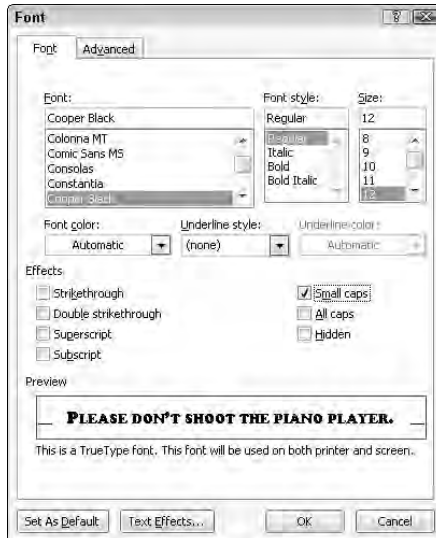 Font
Font Advanced
Font: Font style: Size:
Cooper Black Regular 12
Colonna MT Regular 8
Comic Sans MS Italic 9
Consolas Bold 10
Constantia Bold Italic 11
Cooper Black 12
Font color: Underline style: Underline color:
Automatic (none) Automatic
Effects
Strikethrough Small caps
Double strikethrough All caps
Superscript Hidden
Subscript
Preview
PLEASE DON'T SHOOT THE PIANO PLAYER.
This is a TrueType font. This font will be used on both printer and screen.
Set As Default Text Effects... OK Cancel